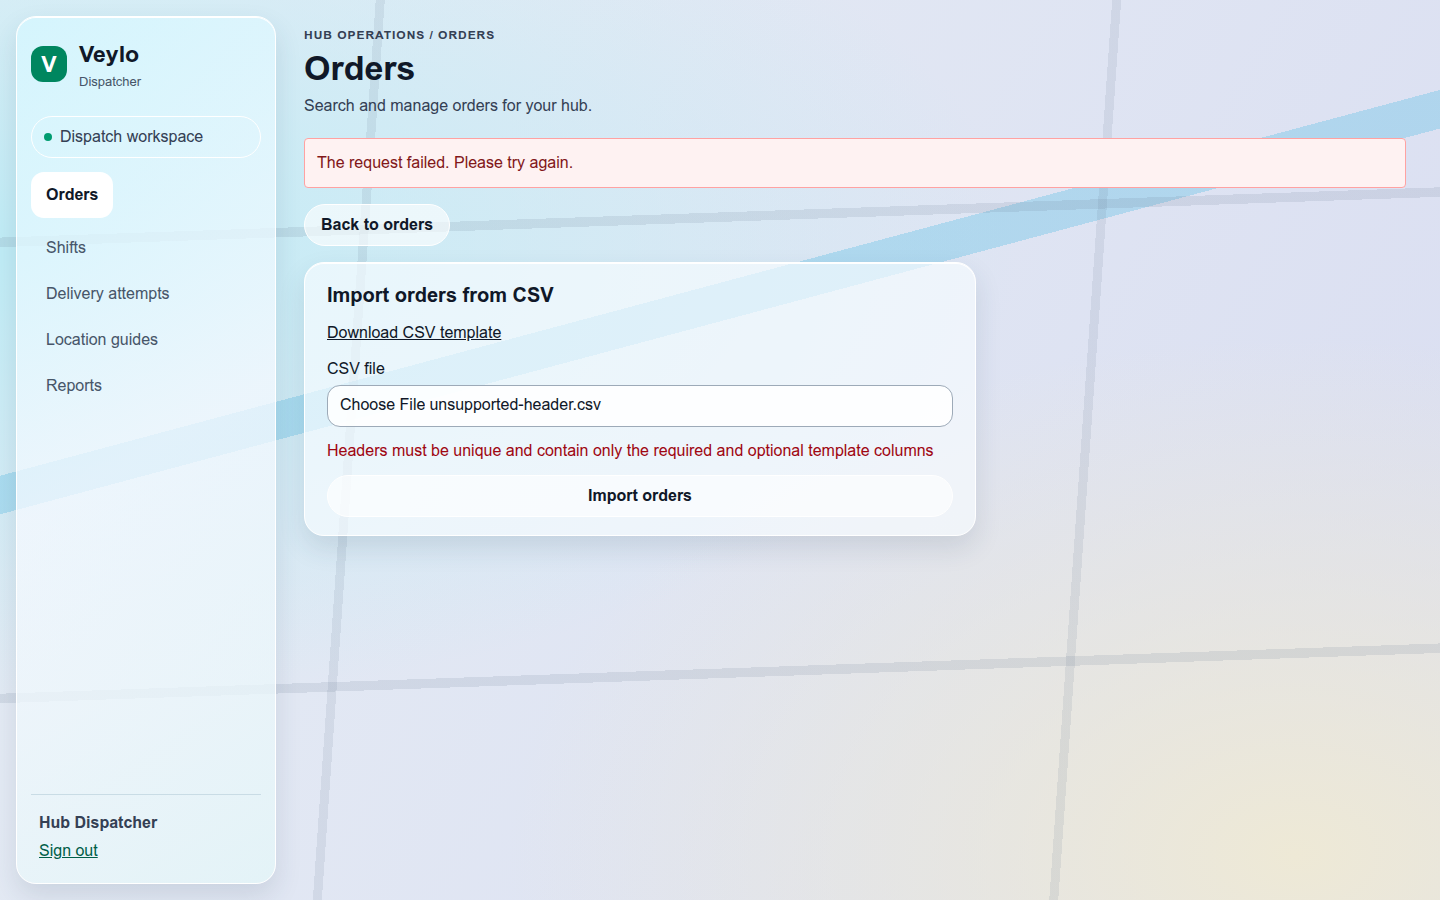 V
Veylo
Dispatcher
Dispatch workspace
Orders
Shifts
Delivery attempts
Location guides
Reports
Hub Dispatcher
Sign out
HUB OPERATIONS / ORDERS
Orders
Search and manage orders for your hub.
The request failed. Please try again.
Back to orders
Import orders from CSV
Download CSV template
CSV file
Choose File unsupported-header.csv
Headers must be unique and contain only the required and optional template columns
Import orders